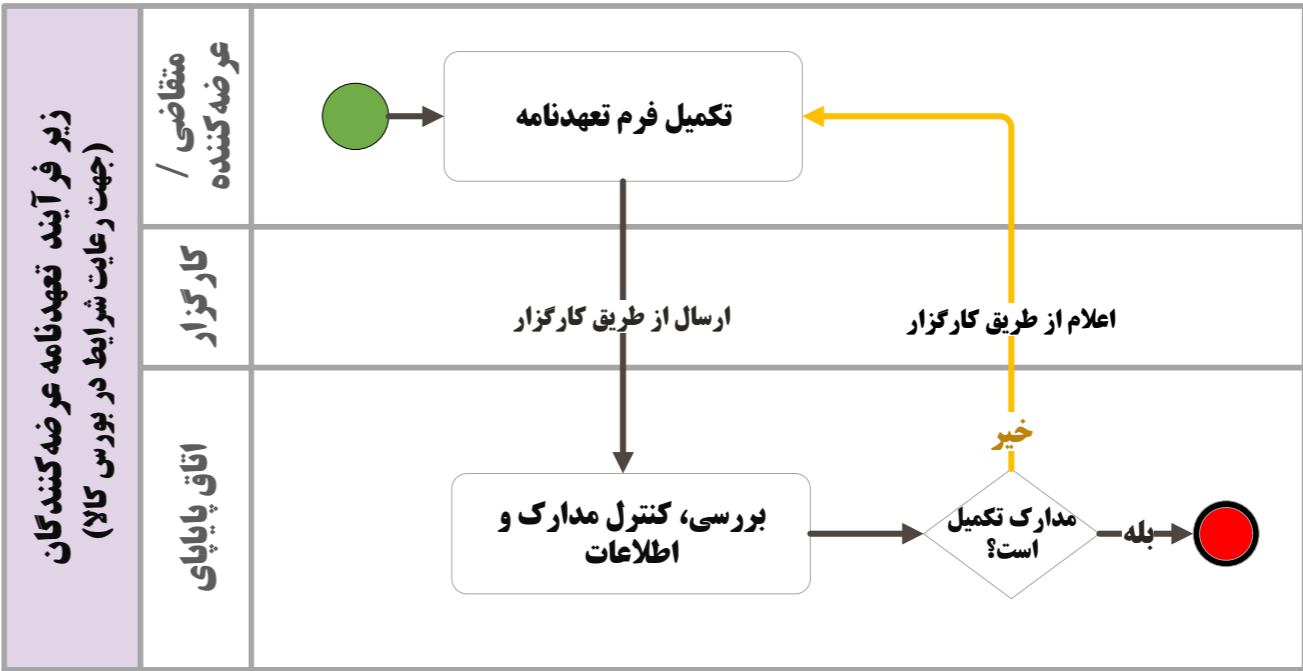 زیر فرآیند تعهدنامه عرضه‌کنندگان
(جهت رعایت شرایط در بورس کالا)
متقاضی /
عرضه‌کننده
تکمیل فرم تعهدنامه
کارگزار
ارسال از طریق کارگزار
اعلام از طریق کارگزار
اتاق پایاپای
بررسی، کنترل مدارک و
اطلاعات
مدارک تکمیل
است؟
خیر
بله